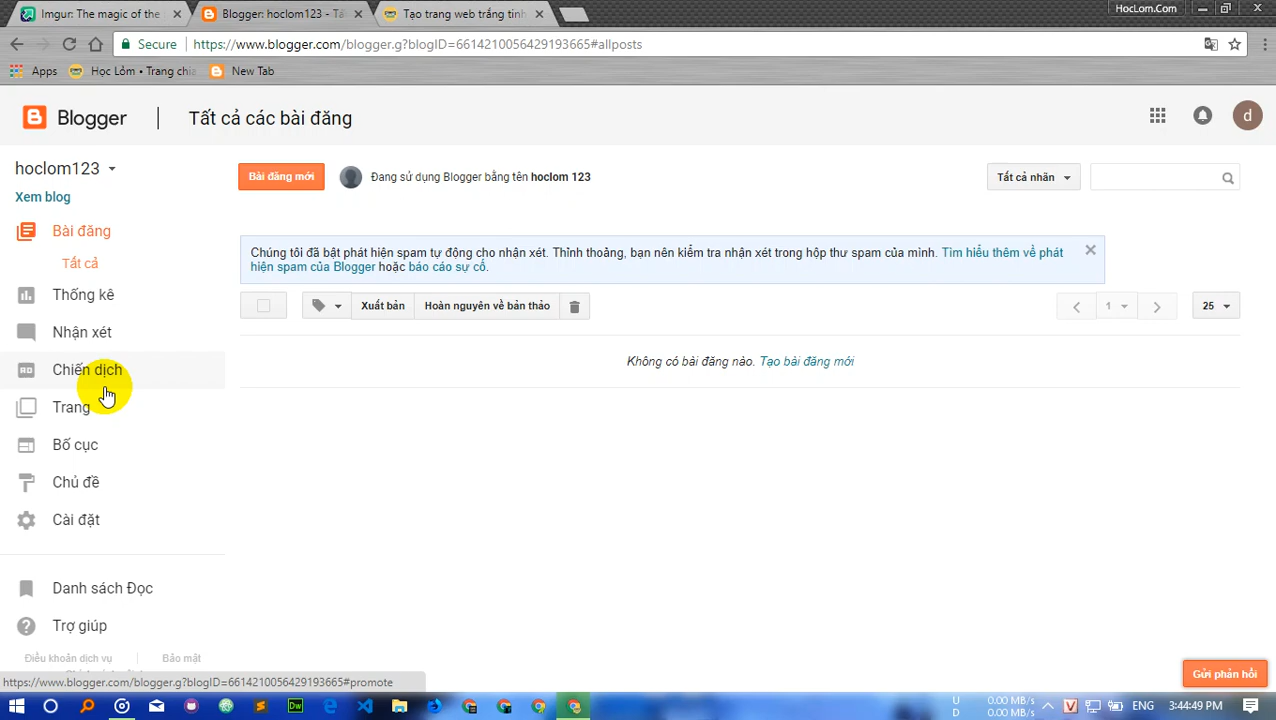 Imgur: The magic of the
Blogger: hoclom123 - Tất
Tạo trang web trắng tinh
HocLom.Com
Secure
https://www.blogger.com/blogger.g?blogID=6614210056429193665#allposts
Apps
Học Lỏm • Trang chia
New Tab
Blogger
Tất cả các bài đăng
d
hoclom123
Bài đăng mới
Đang sử dụng Blogger bằng tên hoclom 123
Tất cả nhãn
Xem blog
Bài đăng
Tất cả
Chúng tôi đã bật phát hiện spam tự động cho nhận xét. Thỉnh thoảng, bạn nên kiểm tra nhận xét trong hộp thư spam của mình. Tìm hiểu thêm về phát
hiện spam của Blogger hoặc báo cáo sự cố.
Thống kê
Xuất bản
Hoàn nguyên về bản thảo
1
25
Nhận xét
Không có bài đăng nào. Tạo bài đăng mới
Chiến dịch
Trang
Bố cục
Chủ đề
Cài đặt
Danh sách Đọc
Trợ giúp
Điều khoản dịch vụ
Bảo mật
https://www.blogger.com/blogger.g?blogID=6614210056429193665#promote
Gửi phản hồi
U 0.00 MB/s
D 0.00 MB/s
ENG
3:44:49 PM